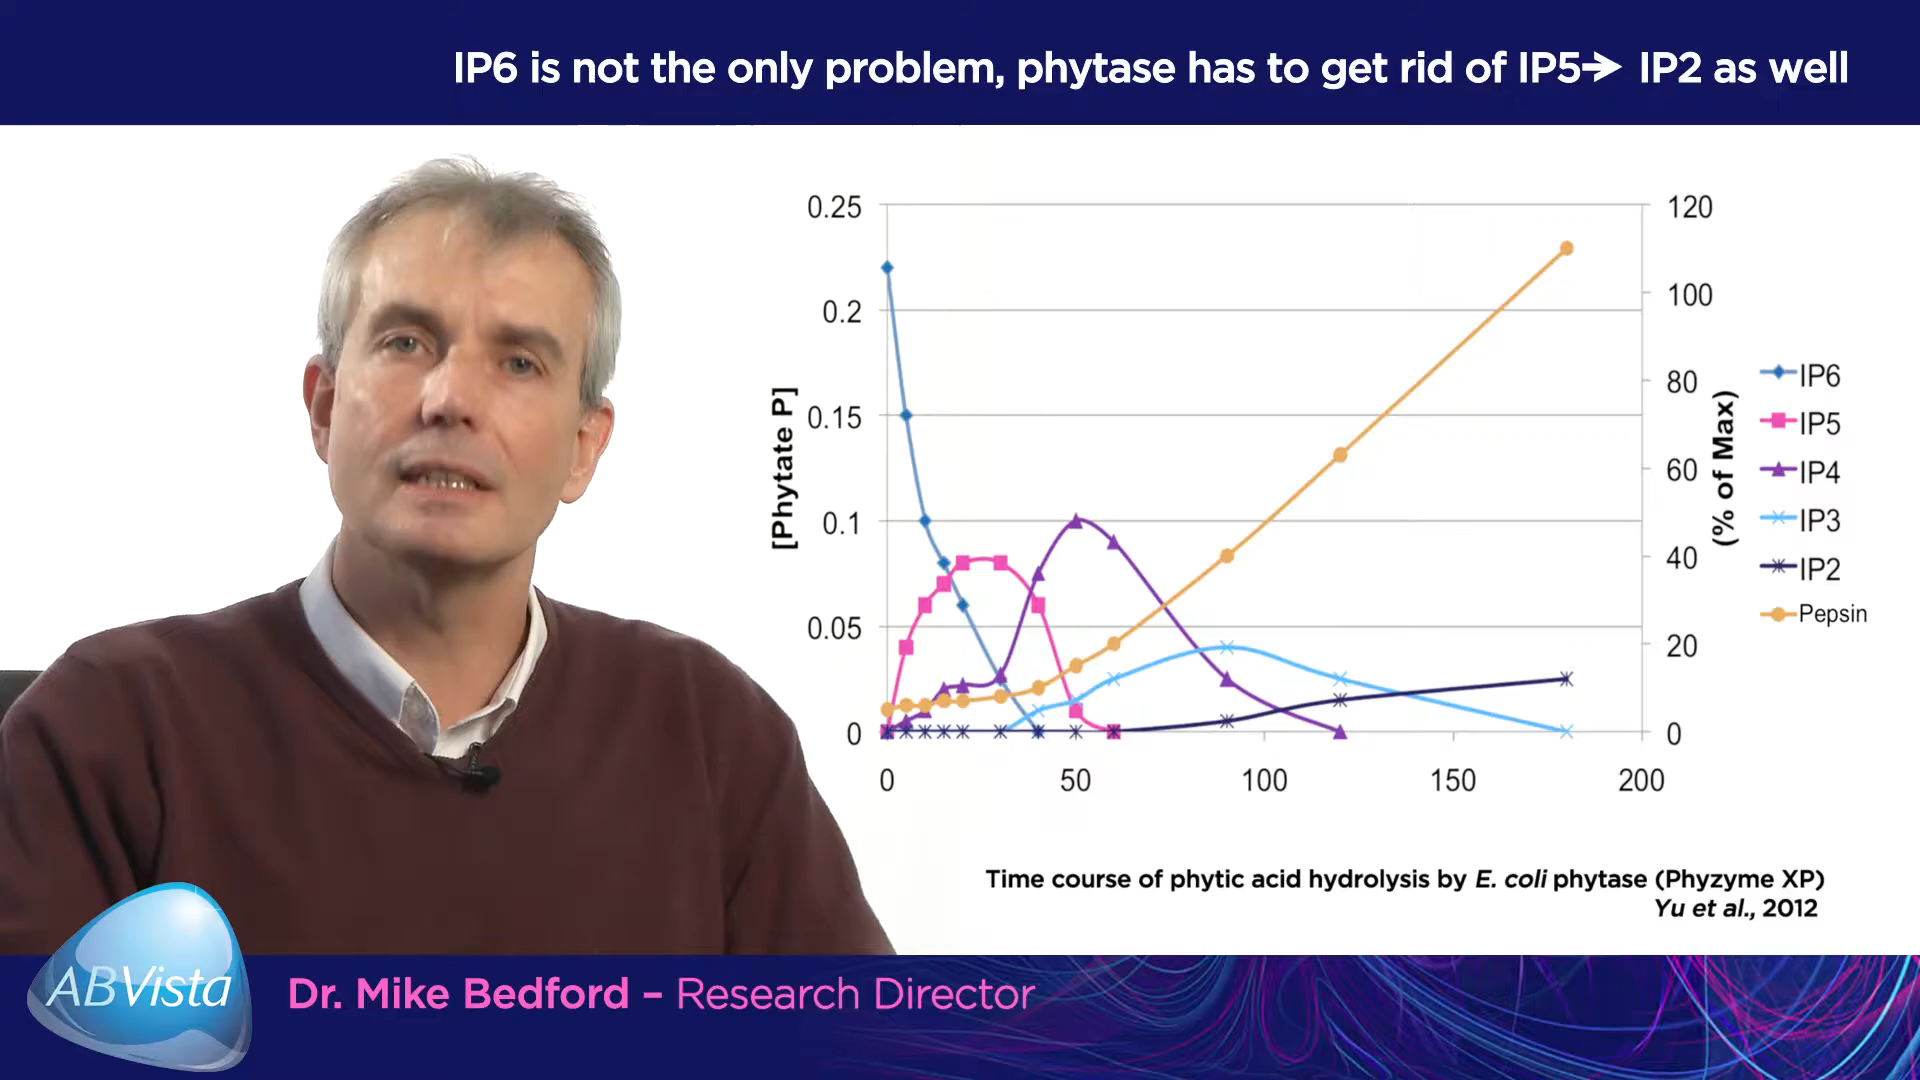 IP6 is not the only problem, phytase has to get rid of IP5➔ IP2 as well
0.25
0.2
0.15
0.1
0.05
0
[Phytate P]
120
100
80
60
40
20
0
(% of Max)
0 50 100 150 200
IP6
IP5
IP4
IP3
IP2
Pepsin
Time course of phytic acid hydrolysis by E. coli phytase (Phyzyme XP)
Yu et al., 2012
ABVista
Dr. Mike Bedford – Research Director